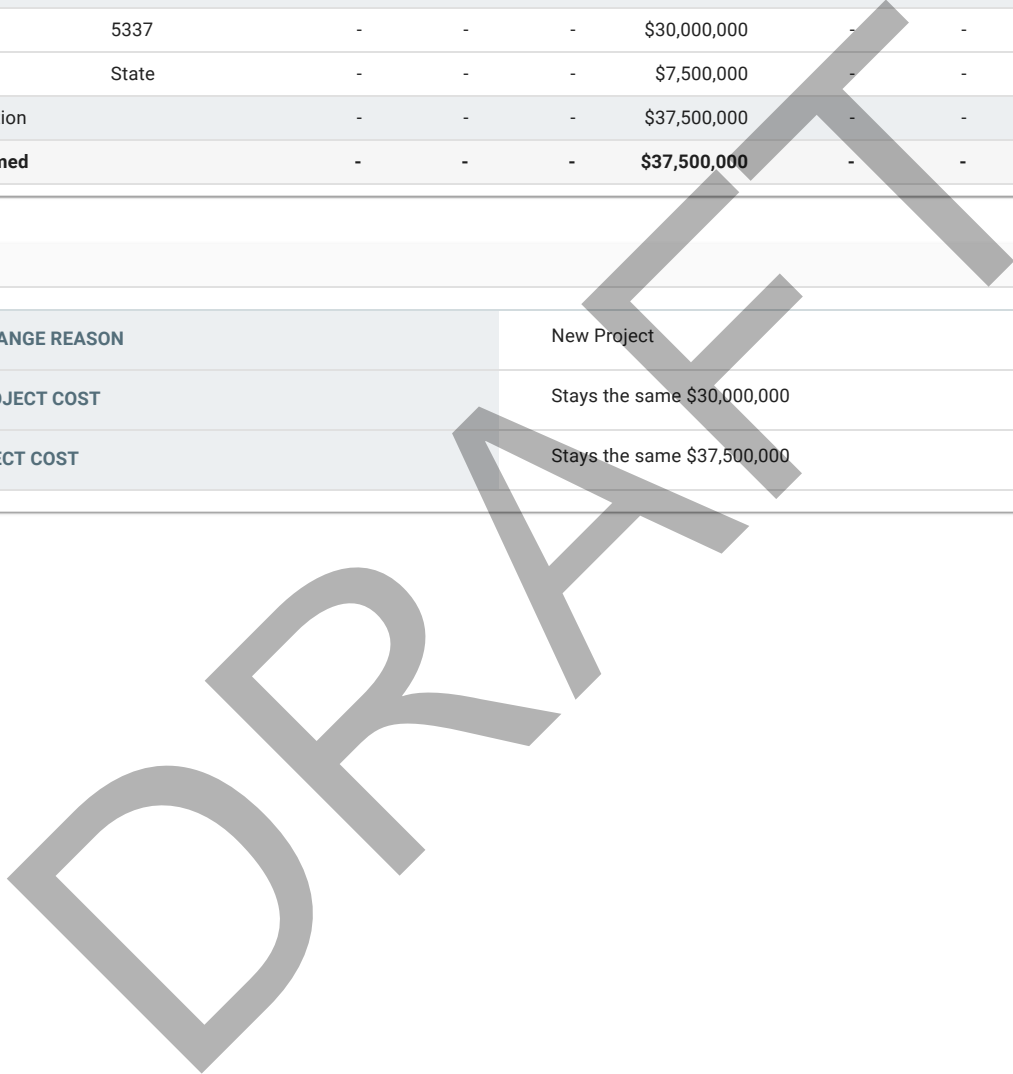 5337 - - - $30,000,000 - -
State - - - $7,500,000 - -
ion - - - $37,500,000 - -
med - - - $37,500,000 - -
ANGE REASON New Project
OJECT COST Stays the same $30,000,000
ECT COST Stays the same $37,500,000
DRAFT